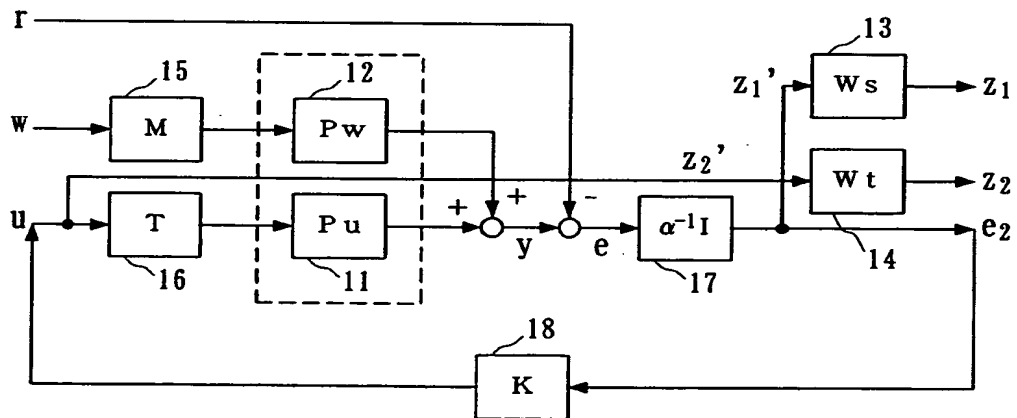 r
13
15
12
z₁'
Ws
z₁
w
M
Pw
z₂'
+
+
-
Wt
z₂
u
T
Pu
y
e
α⁻¹I
e₂
16
11
17
14
18
K